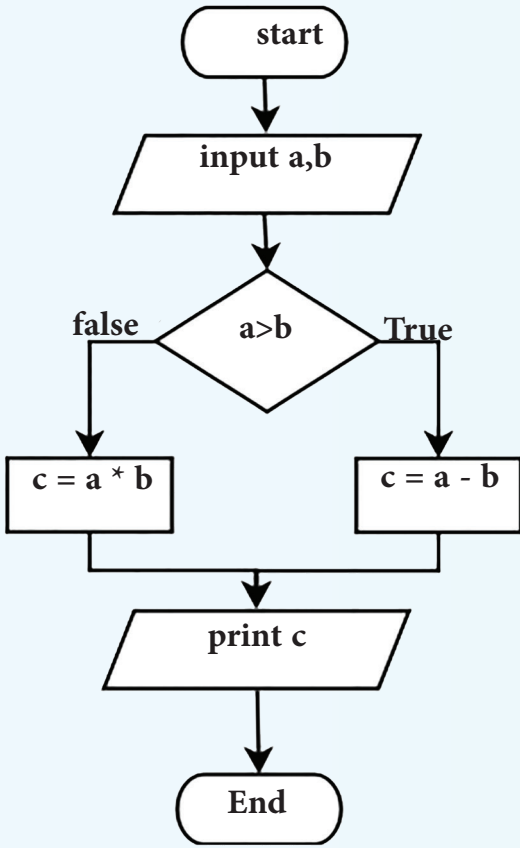 start
input a,b
a>b
false
True
c = a * b
c = a - b
print c
End